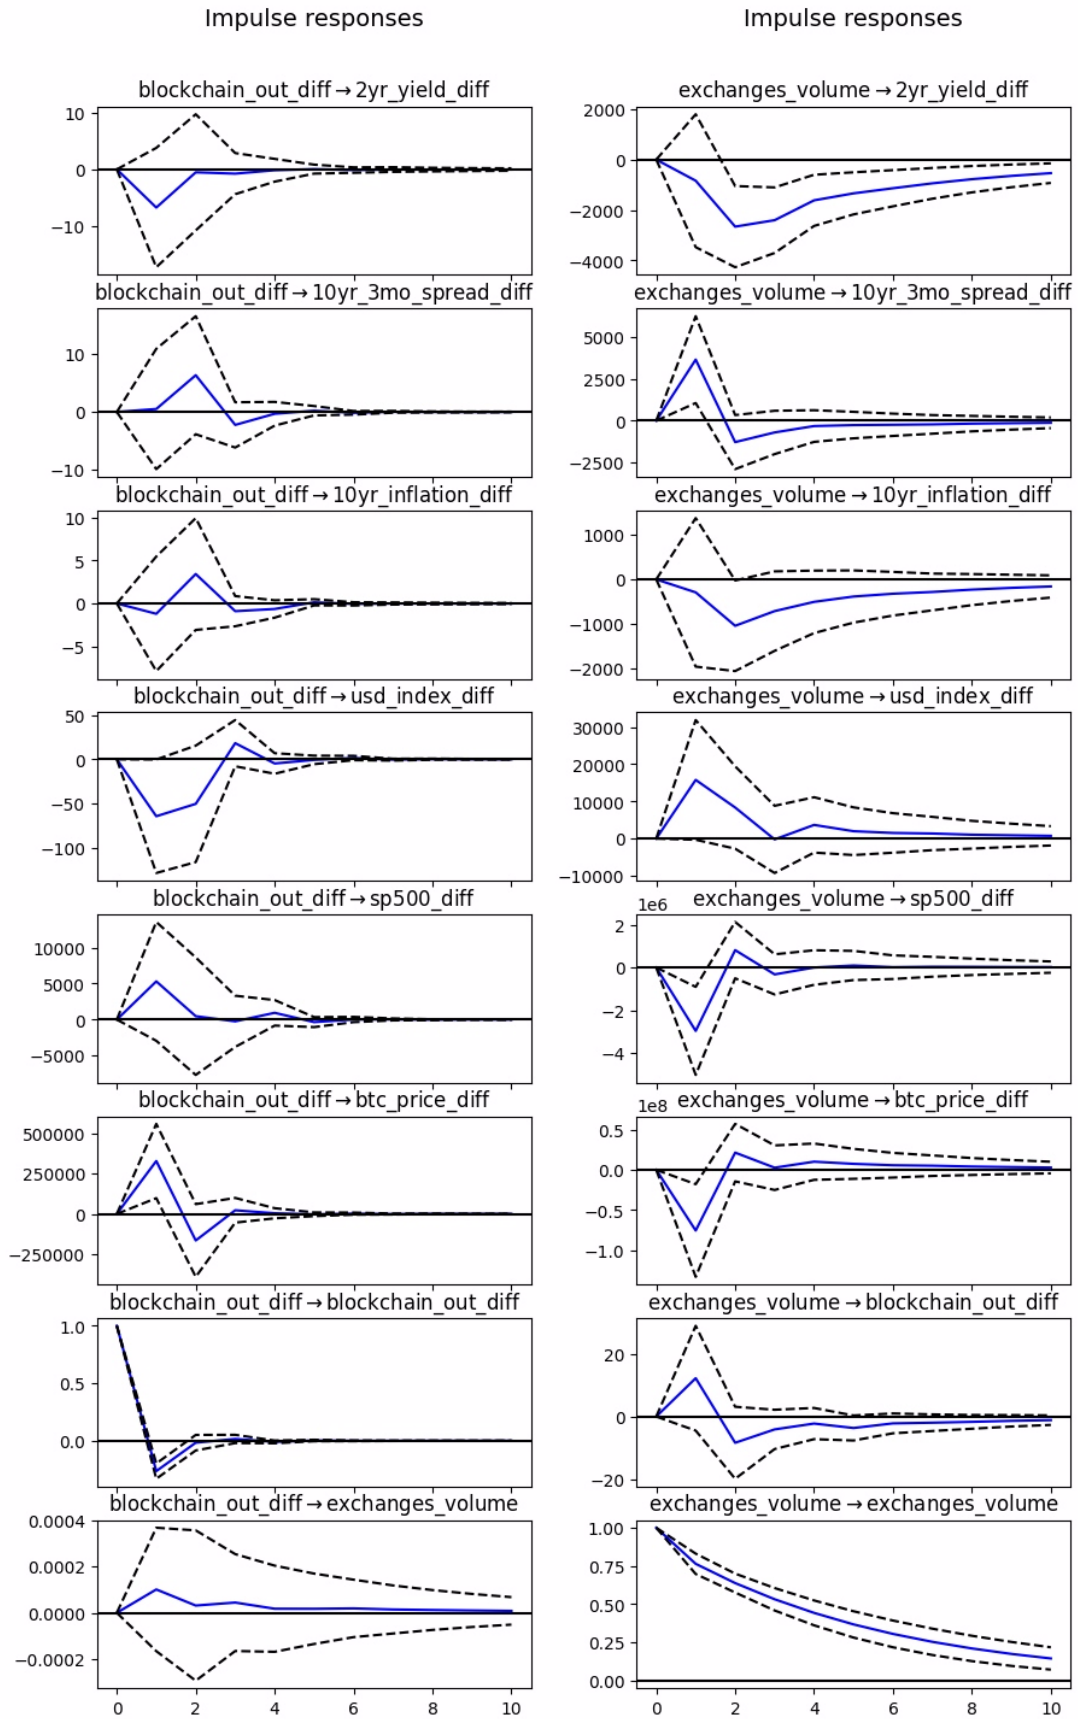 Impulse responses
Impulse responses
blockchain_out_diff→2yr_yield_diff
10
0
−10
exchanges_volume→2yr_yield_diff
2000
0
−2000
−4000
blockchain_out_diff→10yr_3mo_spread_diff
10
0
−10
exchanges_volume→10yr_3mo_spread_diff
5000
2500
0
−2500
blockchain_out_diff→10yr_inflation_diff
10
5
0
−5
exchanges_volume→10yr_inflation_diff
1000
0
−1000
−2000
blockchain_out_diff→usd_index_diff
50
0
−50
−100
exchanges_volume→usd_index_diff
30000
20000
10000
0
−10000
blockchain_out_diff→sp500_diff
10000
5000
0
−5000
exchanges_volume→sp500_diff
1e6
2
0
−2
−4
blockchain_out_diff→btc_price_diff
500000
250000
0
−250000
exchanges_volume→btc_price_diff
1e8
0.5
0.0
−0.5
−1.0
blockchain_out_diff→blockchain_out_diff
1.0
0.5
0.0
exchanges_volume→blockchain_out_diff
20
0
−20
blockchain_out_diff→exchanges_volume
0.0004
0.0002
0.0000
−0.0002
0 2 4 6 8 10
exchanges_volume→exchanges_volume
1.00
0.75
0.50
0.25
0.00
0 2 4 6 8 10